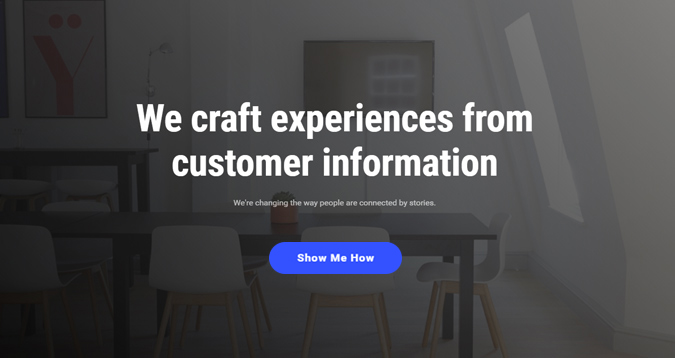 Ÿ
We craft experiences from
customer information
We're changing the way people are connected by stories.
Show Me How